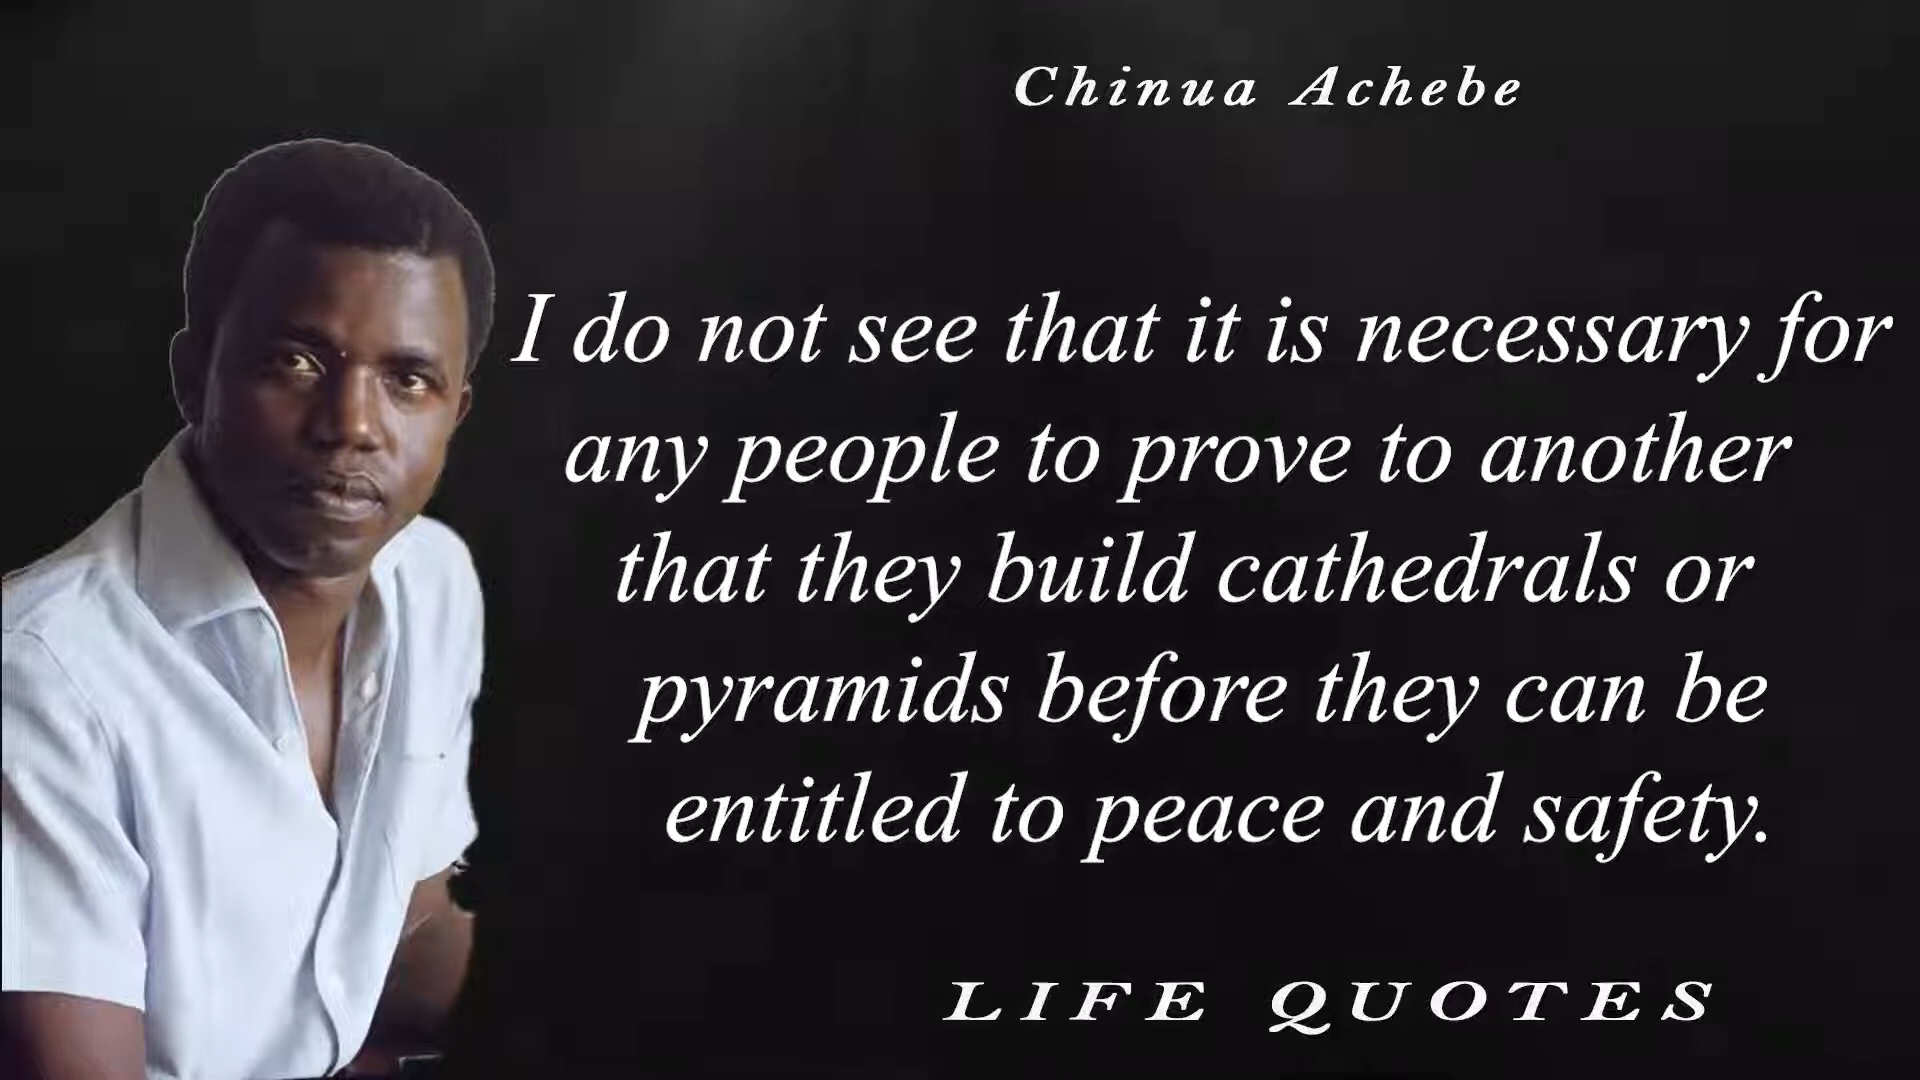 Chinua Achebe
I do not see that it is necessary for
any people to prove to another
that they build cathedrals or
pyramids before they can be
entitled to peace and safety.
LIFE QUOTES